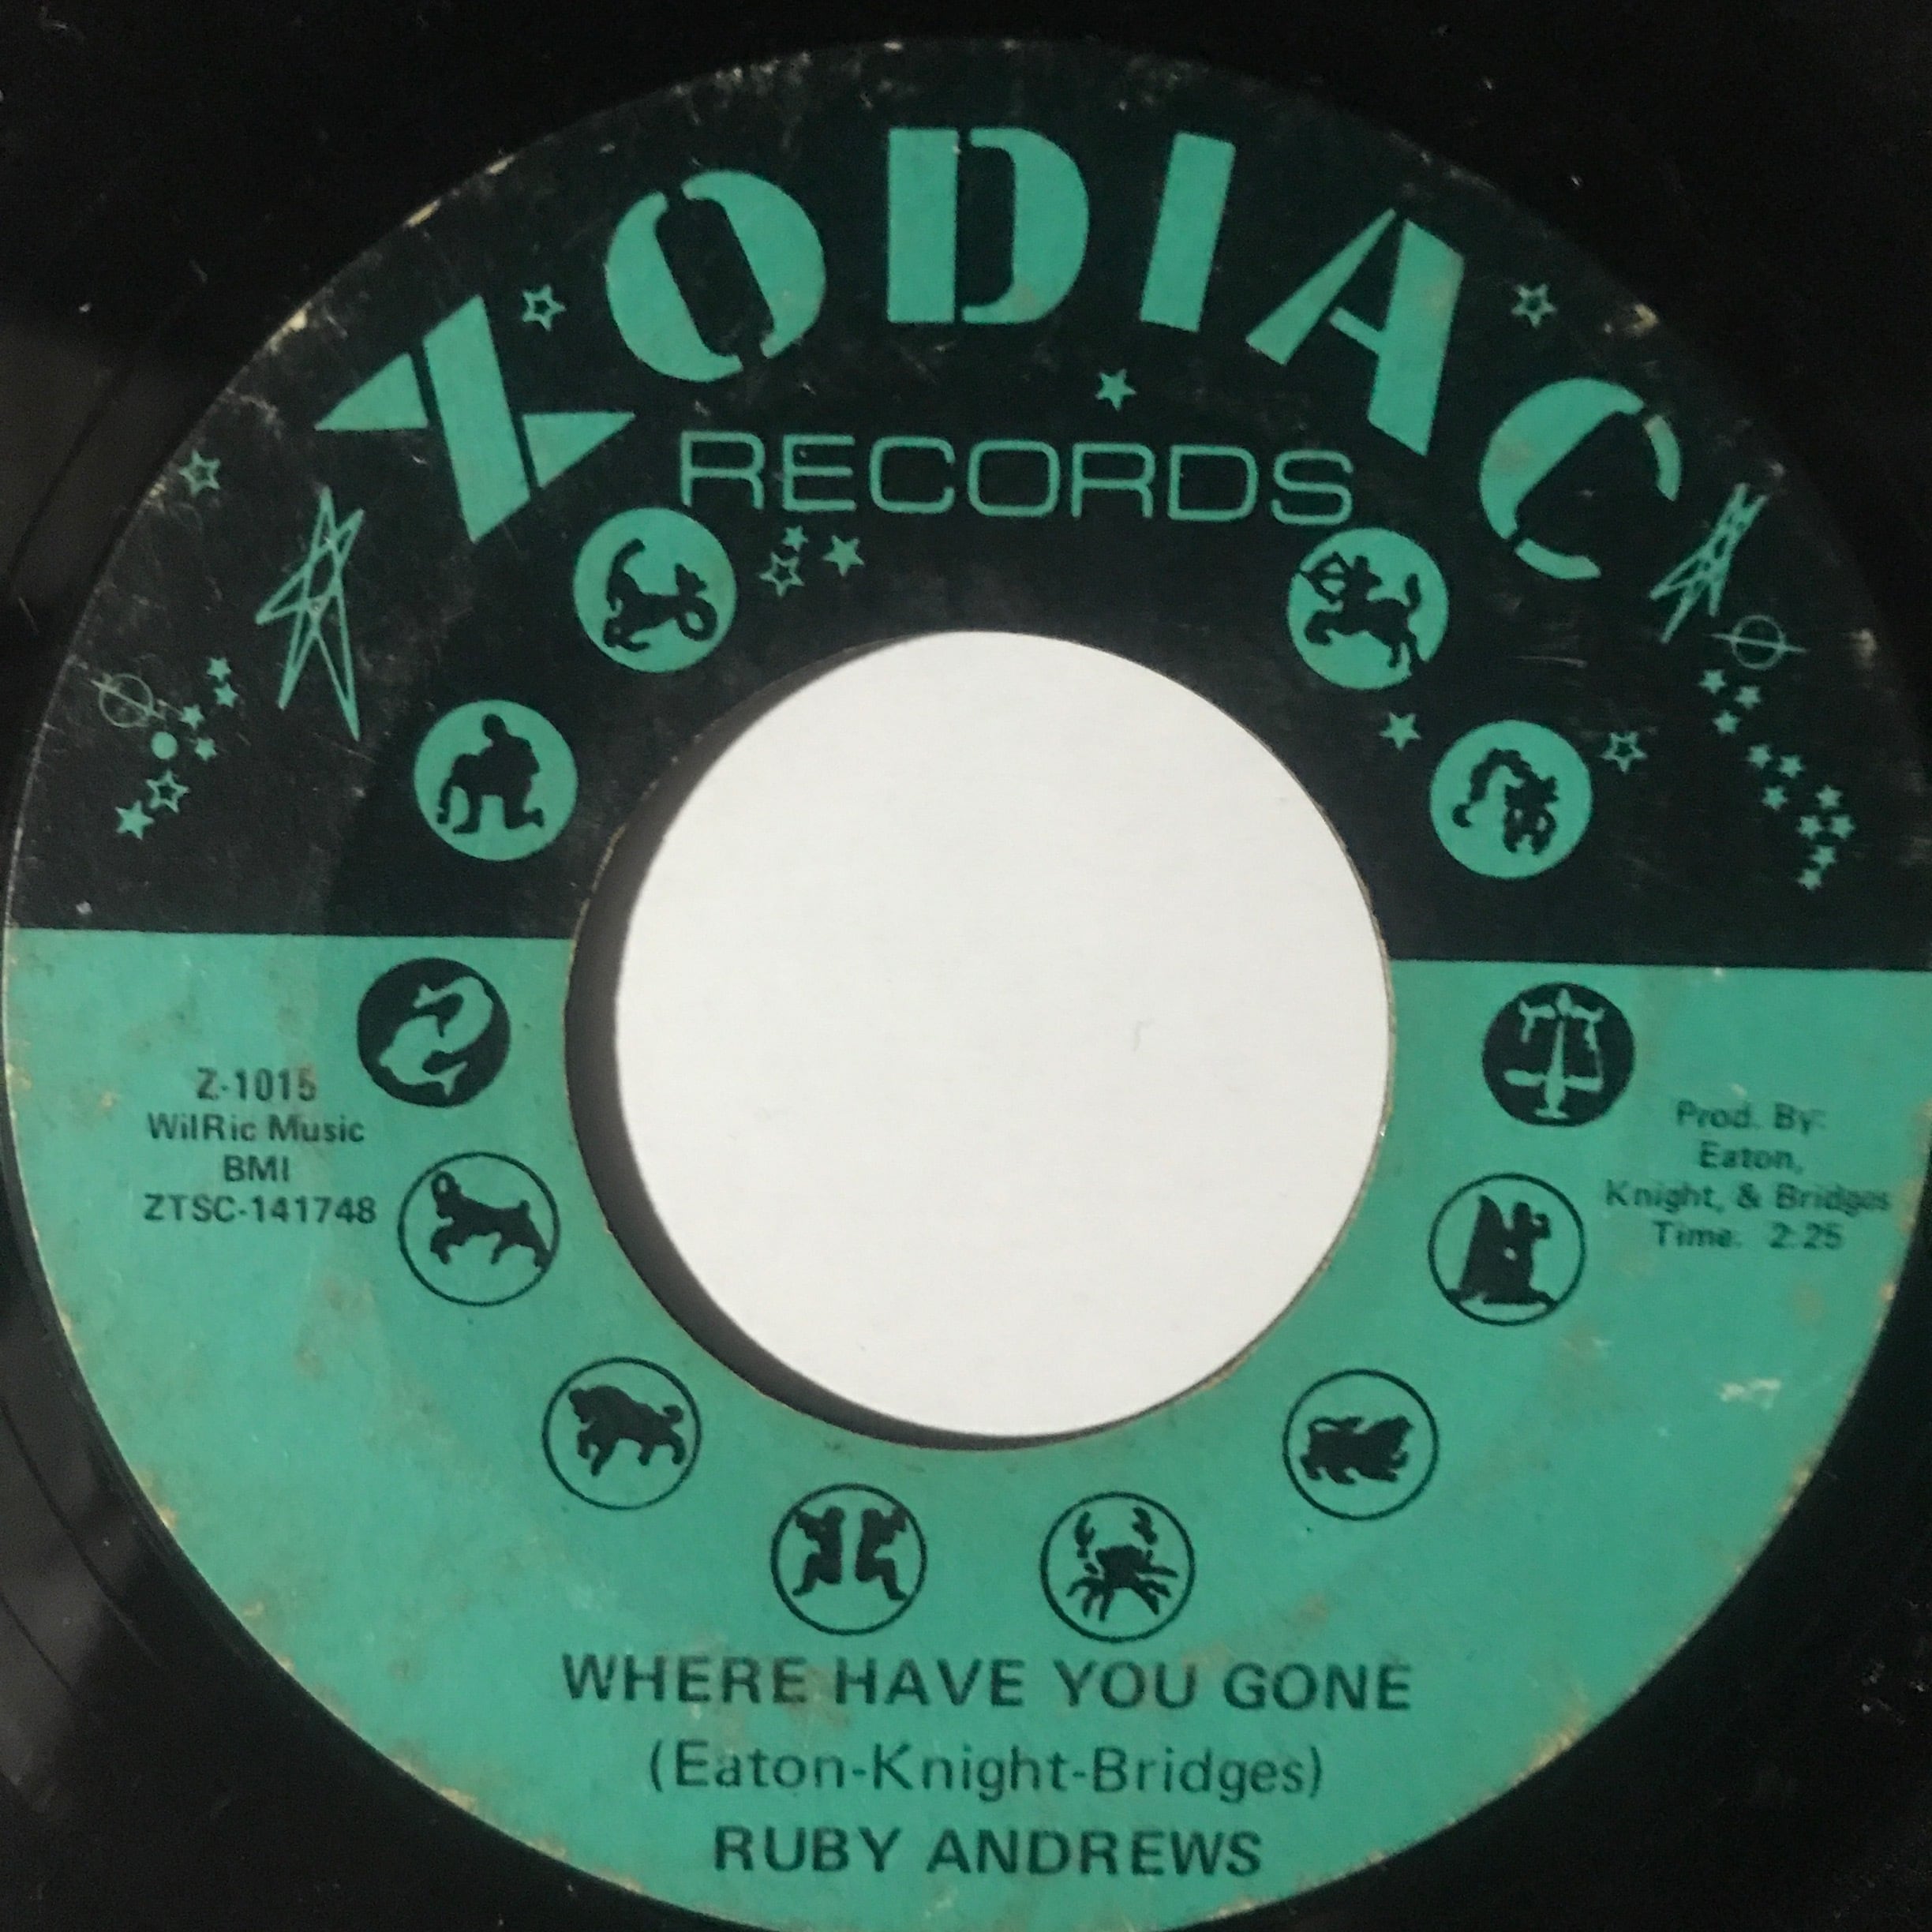 ZODIAC
RECORDS
Z-1015
WilRic Music
BMI
ZTSC-141748
Prod. By:
Eaton,
Knight, & Bridges
Time: 2:25
WHERE HAVE YOU GONE
(Eaton-Knight-Bridges)
RUBY ANDREWS